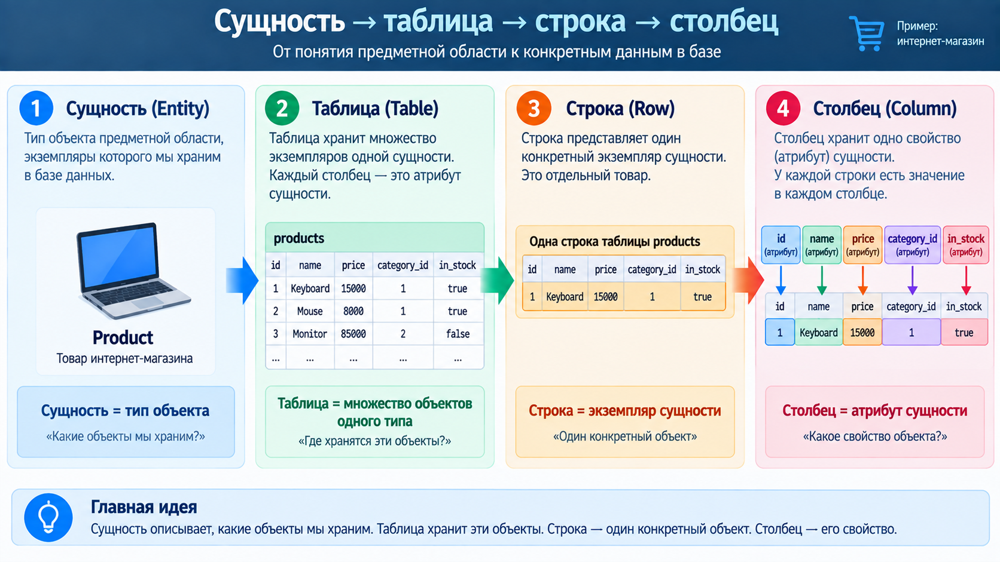 Сущность → таблица → строка → столбец
От понятия предметной области к конкретным данным в базе
Пример:
интернет-магазин
1 Сущность (Entity)
Тип объекта предметной области,
экземпляры которого мы храним
в базе данных.
Product
Товар интернет-магазина
Сущность = тип объекта
«Какие объекты мы храним?»
2 Таблица (Table)
Таблица хранит множество
экземпляров одной сущности.
Каждый столбец — это атрибут
сущности.
products
id name price category_id in_stock
1 Keyboard 15000 1 true
2 Mouse 8000 1 true
3 Monitor 85000 2 false
... ... ... ... ...
Таблица = множество объектов
одного типа
«Где хранятся эти объекты?»
3 Строка (Row)
Строка представляет один
конкретный экземпляр сущности.
Это отдельный товар.
Одна строка таблицы products
id name price category_id in_stock
1 Keyboard 15000 1 true
Строка = экземпляр сущности
«Один конкретный объект»
4 Столбец (Column)
Столбец хранит одно свойство
(атрибут) сущности.
У каждой строки есть значение
в каждом столбце.
id name price category_id in_stock
(атрибут) (атрибут) (атрибут) (атрибут) (атрибут)
id name price category_id in_stock
1 Keyboard 15000 1 true
Столбец = атрибут сущности
«Какое свойство объекта?»
Главная идея
Сущность описывает, какие объекты мы храним. Таблица хранит эти объекты. Строка — один конкретный объект. Столбец — его свойство.